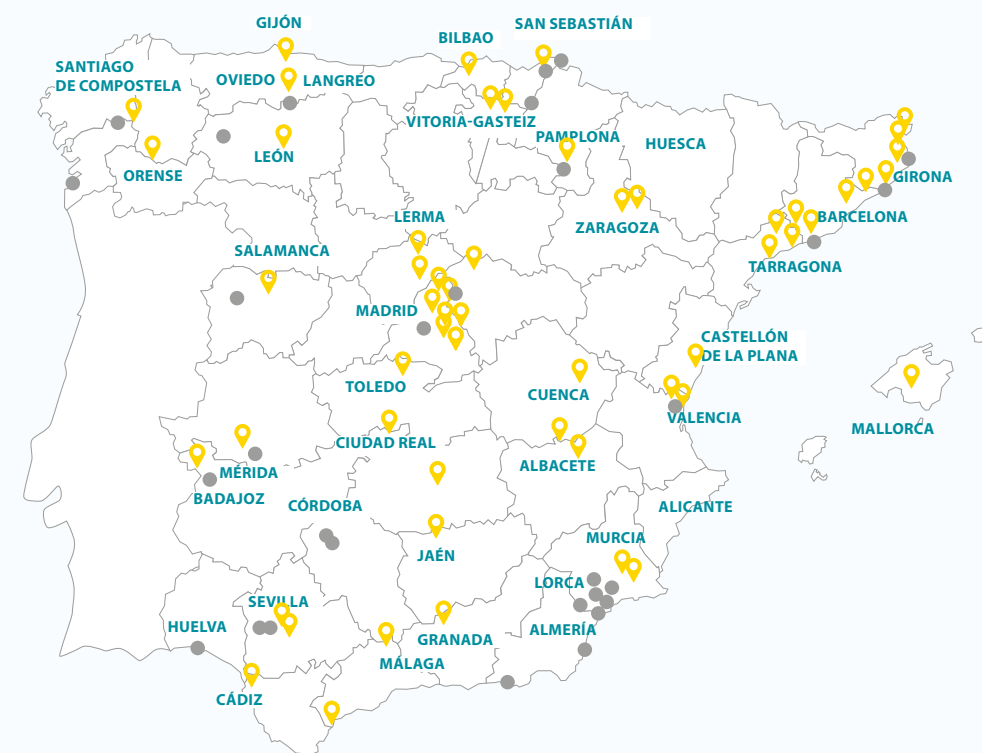 GIJÓN
SAN SEBASTIÁN
BILBAO
SANTIAGO
DE COMPOSTELA
OVIEDO
LANGREO
VITORIA-GASTEIZ
PAMPLONA
HUESCA
LEÓN
ORENSE
GIRONA
LERMA
ZARAGOZA
BARCELONA
SALAMANCA
TARRAGONA
MADRID
CASTELLÓN
DE LA PLANA
TOLEDO
CUENCA
VALENCIA
MALLORCA
CIUDAD REAL
ALBACETE
MÉRIDA
BADAJOZ
CÓRDOBA
ALICANTE
MURCIA
JAÉN
LORCA
SEVILLA
HUELVA
ALMERÍA
GRANADA
MÁLAGA
CÁDIZ